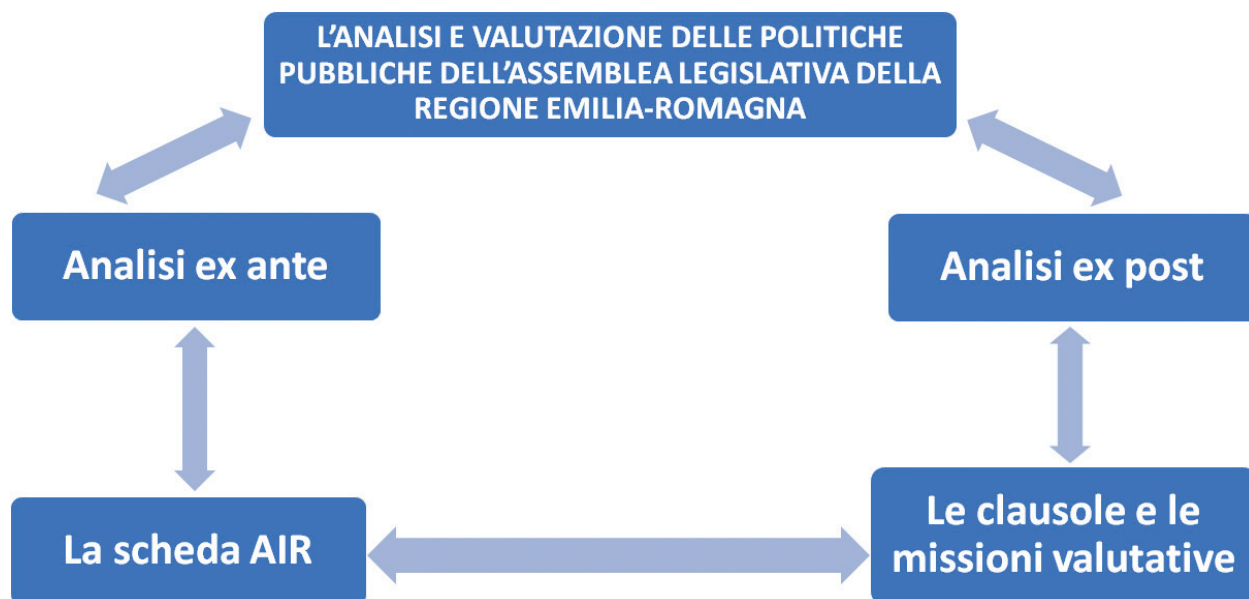 L'ANALISI E VALUTAZIONE DELLE POLITICHE
PUBBLICHE DELL'ASSEMBLEA LEGISLATIVA DELLA
REGIONE EMILIA-ROMAGNA
Analisi ex ante
Analisi ex post
La scheda AIR
Le clausole e le
missioni valutative